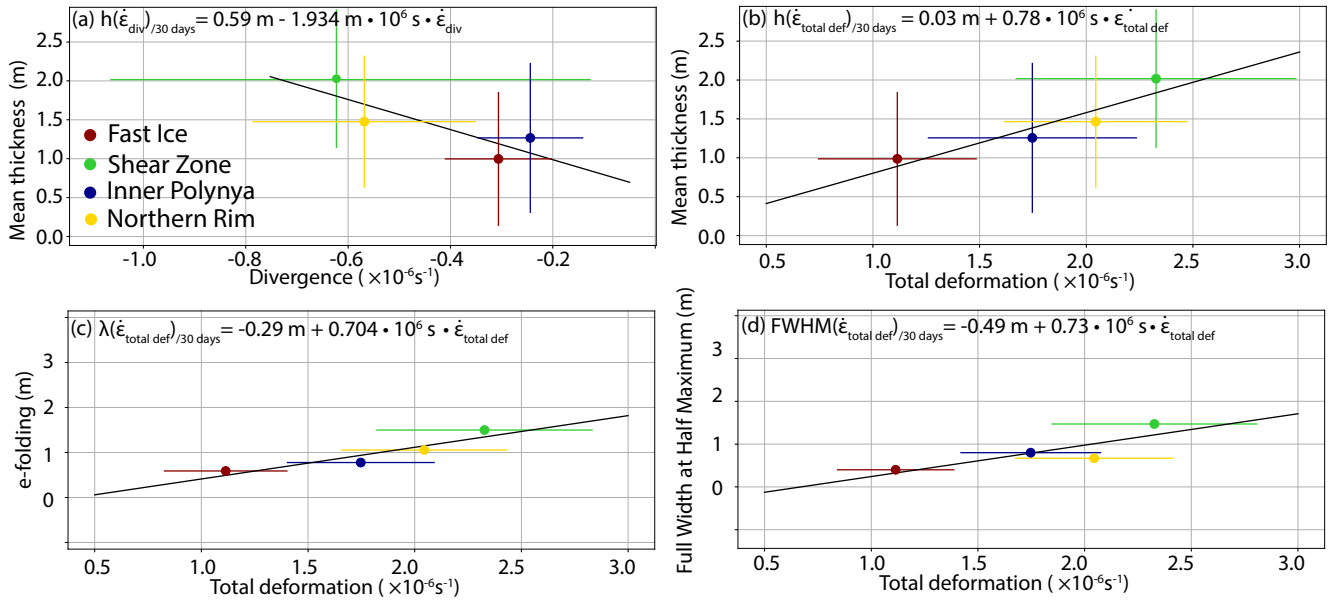 (a) h(ε̇div)/30 days = 0.59 m - 1.934 m • 10⁶ s • ε̇div
Mean thickness (m)
2.5
2.0
1.5
1.0
0.5
0.0
Fast Ice
Shear Zone
Inner Polynya
Northern Rim
-1.0 -0.6 -0.4 -0.2
Divergence ( ×10⁻⁶s⁻¹)
(b) h(ε̇total def)/30 days = 0.03 m + 0.78 • 10⁶ s • ε̇total def
Mean thickness (m)
2.5
2.0
1.5
1.0
0.5
0.0
0.5 1.0 1.5 2.0 2.5 3.0
Total deformation ( ×10⁻⁶s⁻¹)
(c) λ(ε̇total def)/30 days = -0.29 m + 0.704 • 10⁶ s • ε̇total def
e-folding (m)
3
2
1
0
0.5 1.0 1.5 2.0 2.5 3.0
Total deformation ( ×10⁻⁶s⁻¹)
(d) FWHM(ε̇total def)/30 days = -0.49 m + 0.73 • 10⁶ s • ε̇total def
Full Width at Half Maximum (m)
3
2
1
0
0.5 1.0 1.5 2.0 2.5 3.0
Total deformation ( ×10⁻⁶s⁻¹)